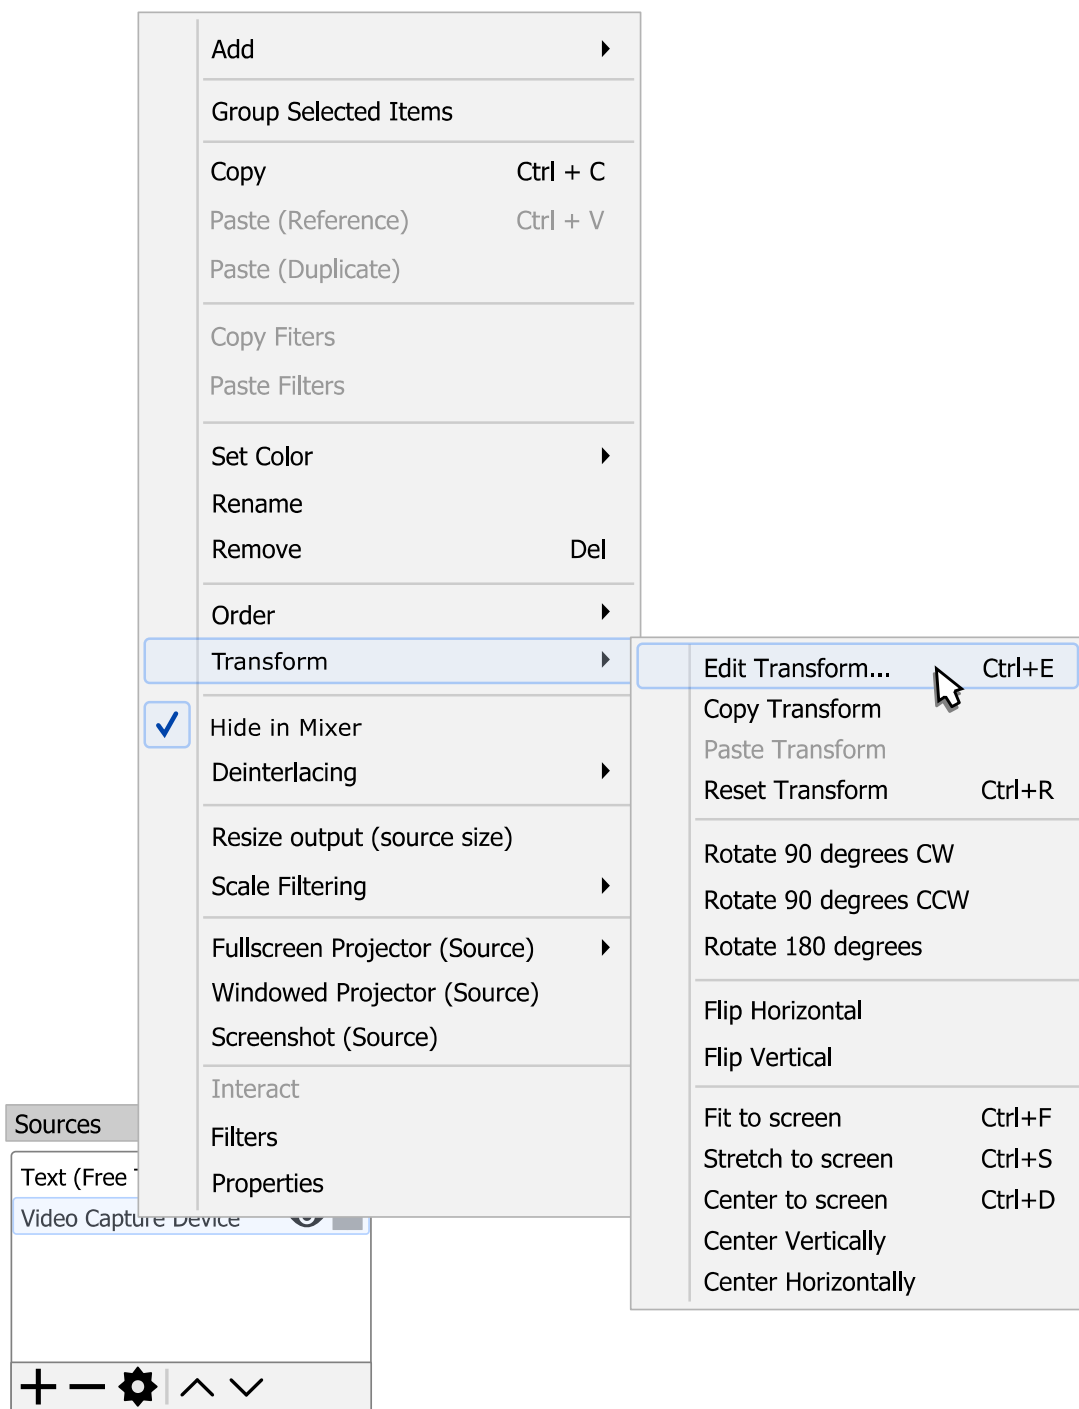 Add
Group Selected Items
Copy Ctrl + C
Paste (Reference) Ctrl + V
Paste (Duplicate)
Copy Fiters
Paste Filters
Set Color
Rename
Remove Del
Order
Transform
Hide in Mixer
Deinterlacing
Resize output (source size)
Scale Filtering
Fullscreen Projector (Source)
Windowed Projector (Source)
Screenshot (Source)
Interact
Filters
Properties
Edit Transform... Ctrl+E
Copy Transform
Paste Transform
Reset Transform Ctrl+R
Rotate 90 degrees CW
Rotate 90 degrees CCW
Rotate 180 degrees
Flip Horizontal
Flip Vertical
Fit to screen Ctrl+F
Stretch to screen Ctrl+S
Center to screen Ctrl+D
Center Vertically
Center Horizontally
Sources
Text (Free
Video Capture Device